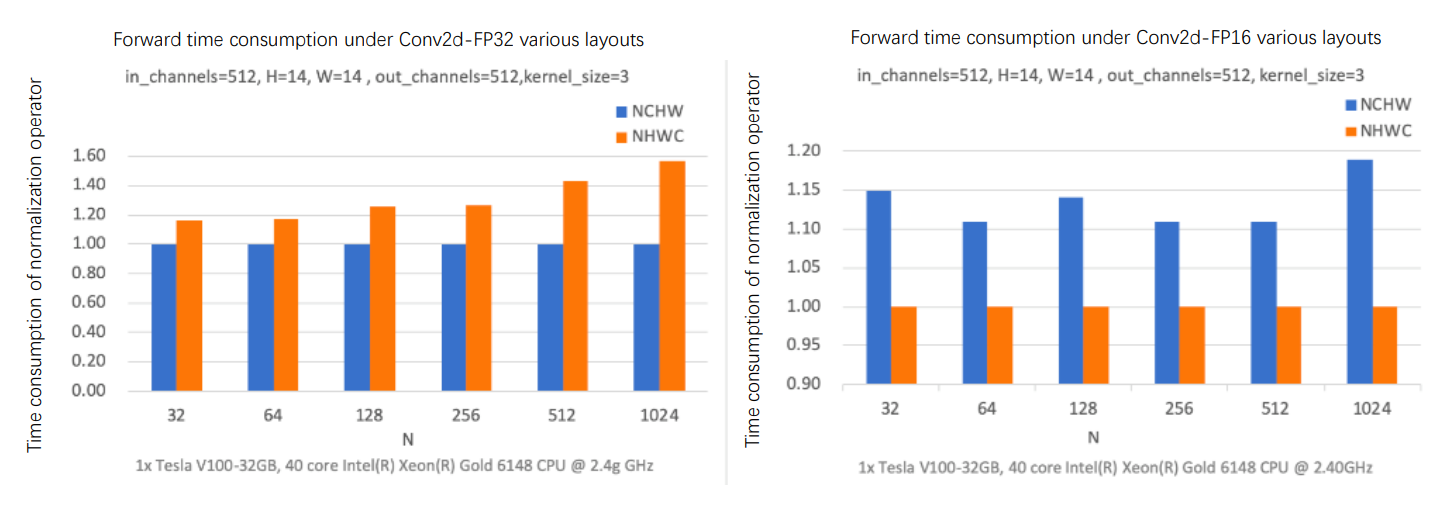 Forward time consumption under Conv2d-FP32 various layouts
in_channels=512, H=14, W=14 , out_channels=512,kernel_size=3
NCHW
NHWC
Time consumption of normalization operator
1.60
1.40
1.20
1.00
0.80
0.60
0.40
0.20
0.00
32 64 128 256 512 1024
N
1x Tesla V100-32GB, 40 core Intel(R) Xeon(R) Gold 6148 CPU @ 2.4g GHz
Forward time consumption under Conv2d-FP16 various layouts
in_channels=512, H=14, W=14 , out_channels=512, kernel_size=3
NCHW
NHWC
Time consumption of normalization operator
1.20
1.15
1.10
1.05
1.00
0.95
0.90
32 64 128 256 512 1024
N
1x Tesla V100-32GB, 40 core Intel(R) Xeon(R) Gold 6148 CPU @ 2.40GHz